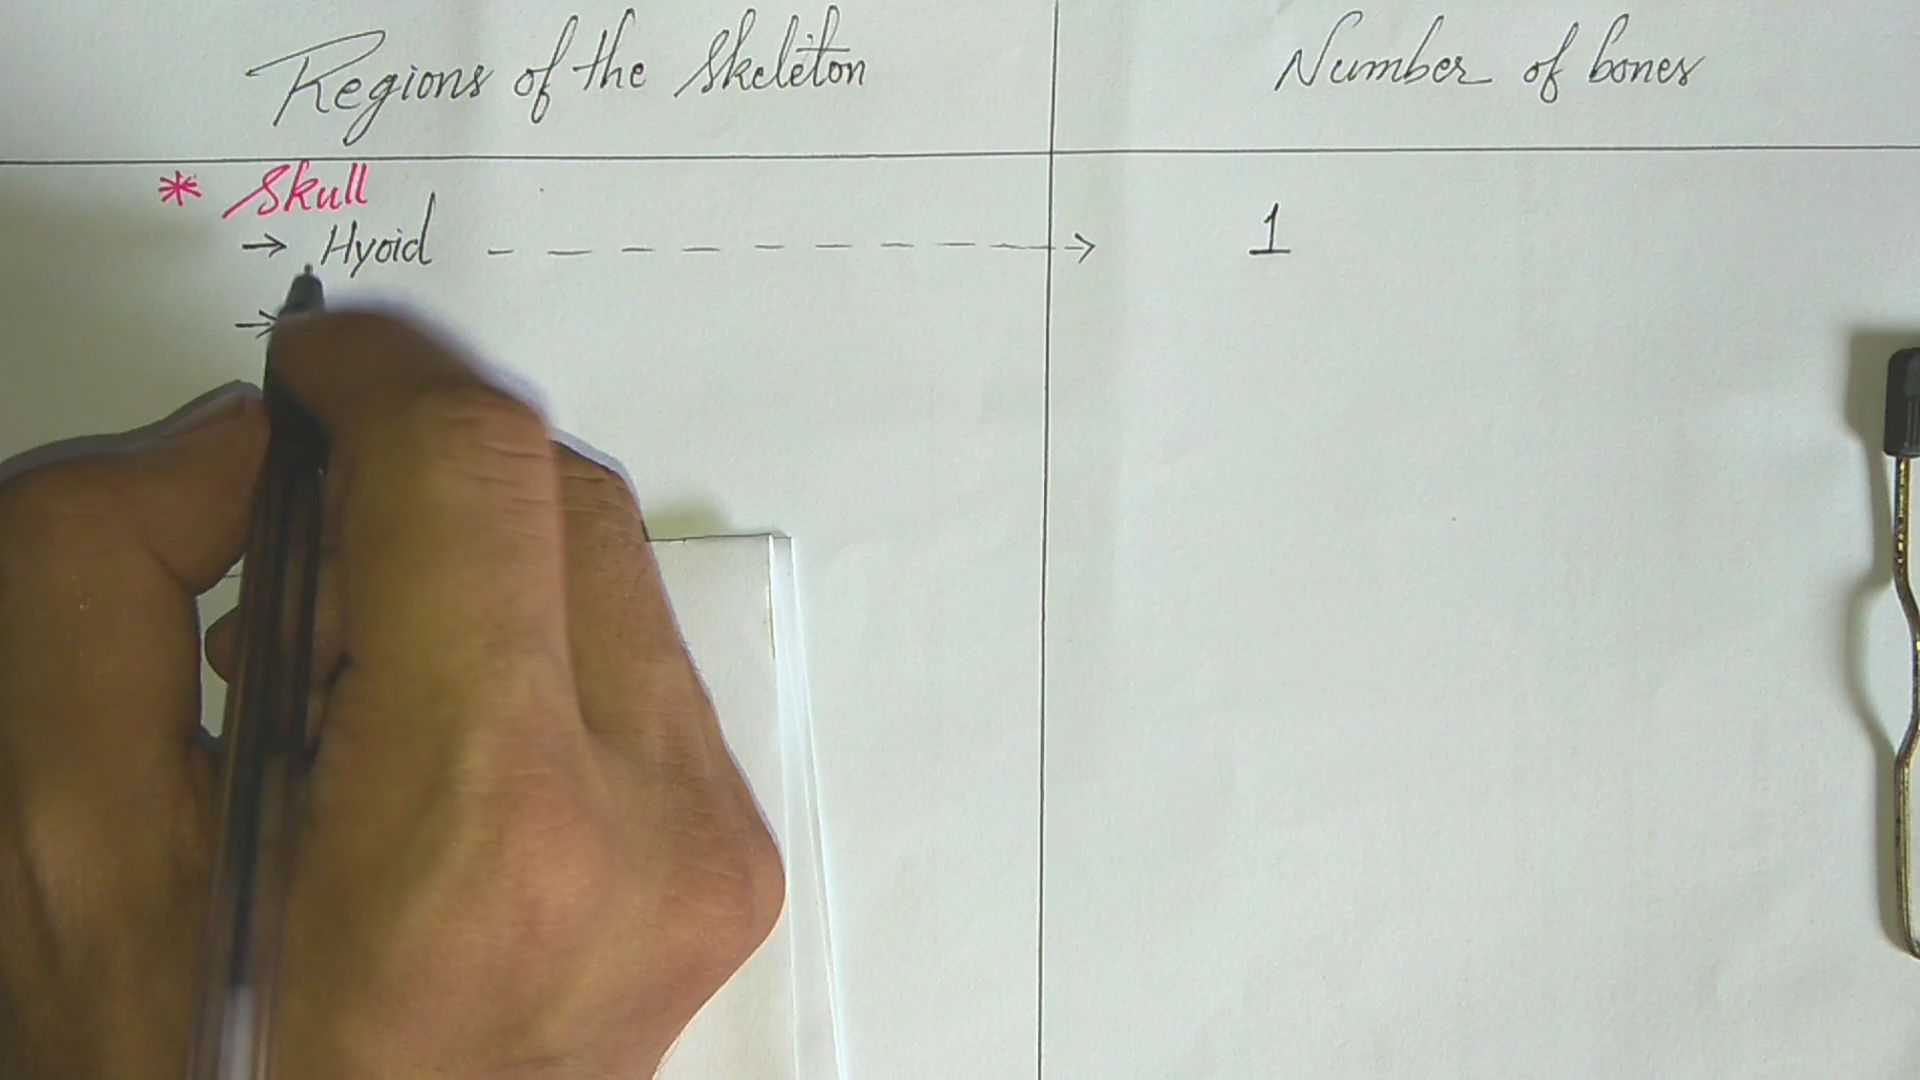 Regions of the Skeleton
Number of bones
* Skull
→ Hyoid - - - - - - - - - → 1
→